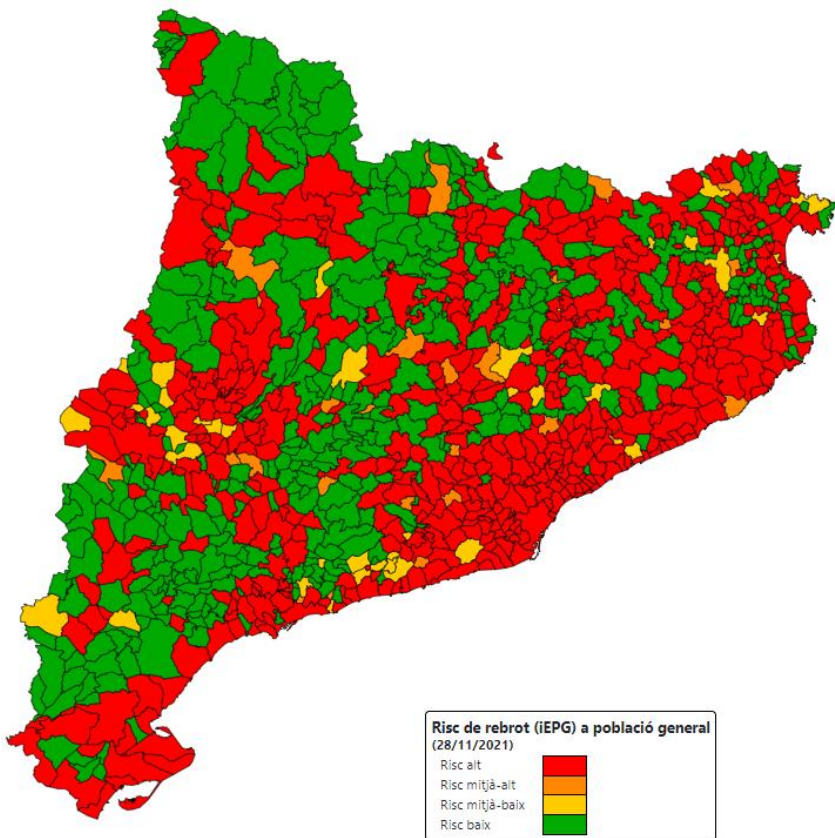 Risc de rebrot (iEPG) a població general
(28/11/2021)
Risc alt
Risc mitjà-alt
Risc mitjà-baix
Risc baix